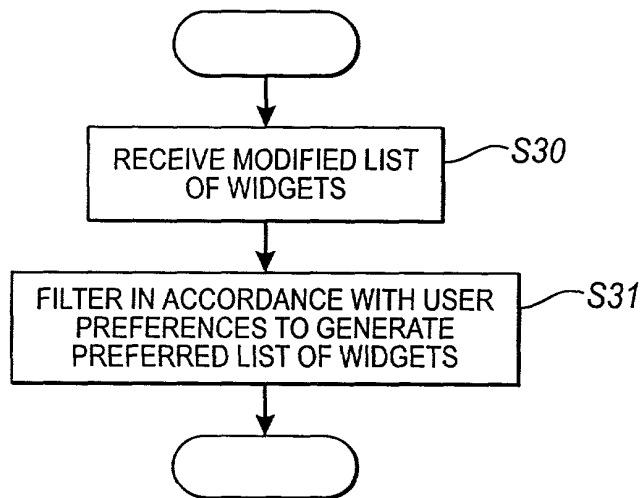 RECEIVE MODIFIED LIST
OF WIDGETS
S30
FILTER IN ACCORDANCE WITH USER
PREFERENCES TO GENERATE
PREFERRED LIST OF WIDGETS
S31